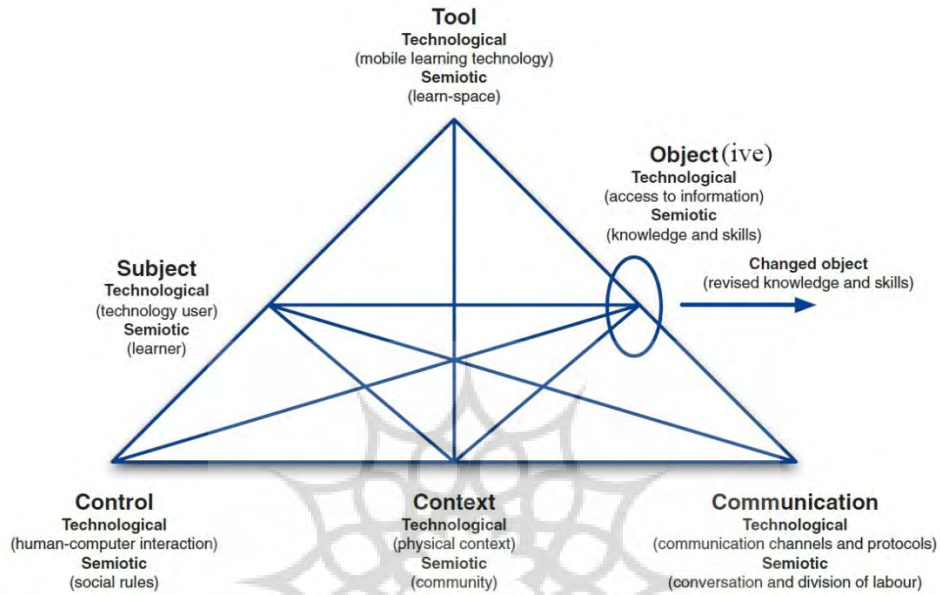 Tool
Technological
(mobile learning technology)
Semiotic
(learn-space)
Object(ive)
Technological
(access to information)
Semiotic
(knowledge and skills)
Subject
Technological
(technology user)
Semiotic
(learner)
Changed object
(revised knowledge and skills)
Control
Technological
(human-computer interaction)
Semiotic
(social rules)
Context
Technological
(physical context)
Semiotic
(community)
Communication
Technological
(communication channels and protocols)
Semiotic
(conversation and division of labour)